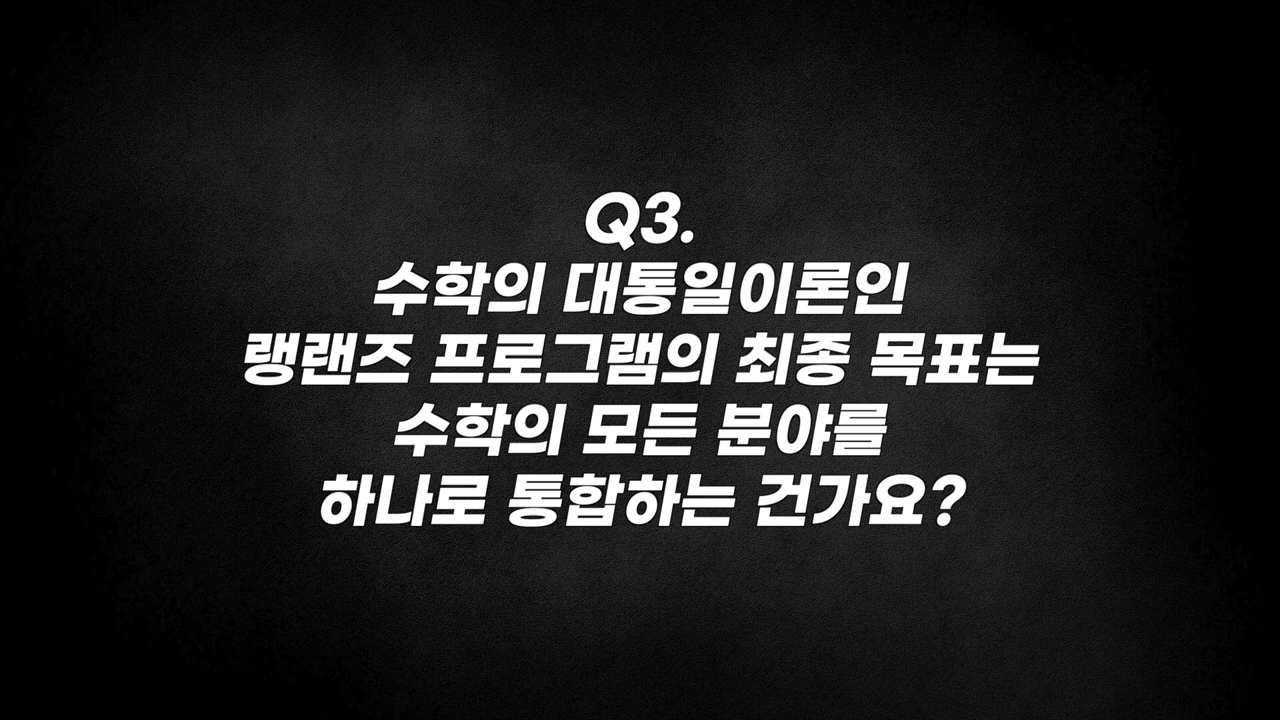 Q3.
수학의 대통일이론인
랭랜즈 프로그램의 최종 목표는
수학의 모든 분야를
하나로 통합하는 건가요?